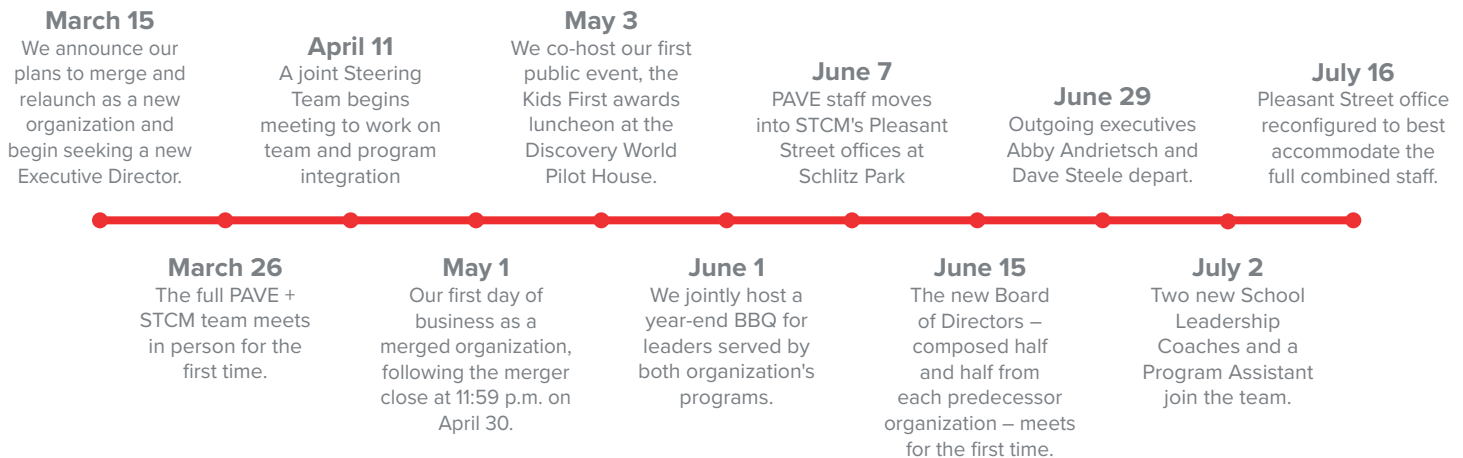 March 15
We announce our
plans to merge and
relaunch as a new
organization and
begin seeking a new
Executive Director.
March 26
The full PAVE +
STCM team meets
in person for the
first time.
April 11
A joint Steering
Team begins
meeting to work on
team and program
integration
May 1
Our first day of
business as a
merged organization,
following the merger
close at 11:59 p.m. on
April 30.
May 3
We co-host our first
public event, the
Kids First awards
luncheon at the
Discovery World
Pilot House.
June 1
We jointly host a
year-end BBQ for
leaders served by
both organization's
programs.
June 7
PAVE staff moves
into STCM's Pleasant
Street offices at
Schlitz Park
June 15
The new Board
of Directors –
composed half
and half from
each predecessor
organization – meets
for the first time.
June 29
Outgoing executives
Abby Andrietsch and
Dave Steele depart.
July 2
Two new School
Leadership
Coaches and a
Program Assistant
join the team.
July 16
Pleasant Street office
reconfigured to best
accommodate the
full combined staff.